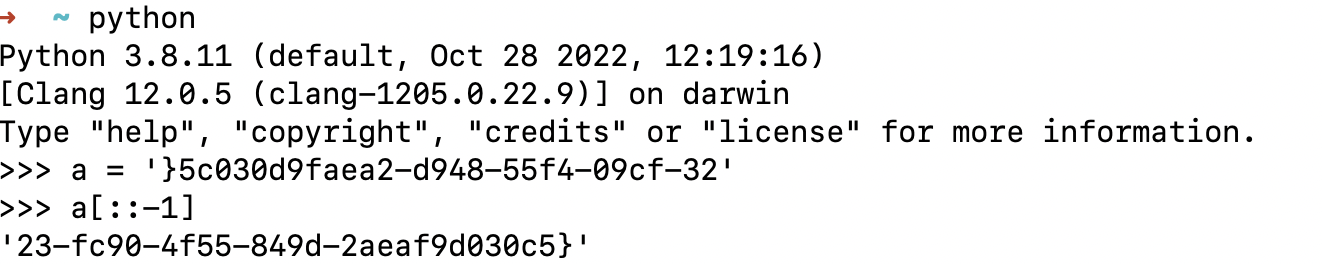 ➜  ~ python
Python 3.8.11 (default, Oct 28 2022, 12:19:16)
[Clang 12.0.5 (clang-1205.0.22.9)] on darwin
Type "help", "copyright", "credits" or "license" for more information.
>>> a = '}5c030d9faea2-d948-55f4-09cf-32'
>>> a[::-1]
'23-fc90-4f55-849d-2aeaf9d030c5}'